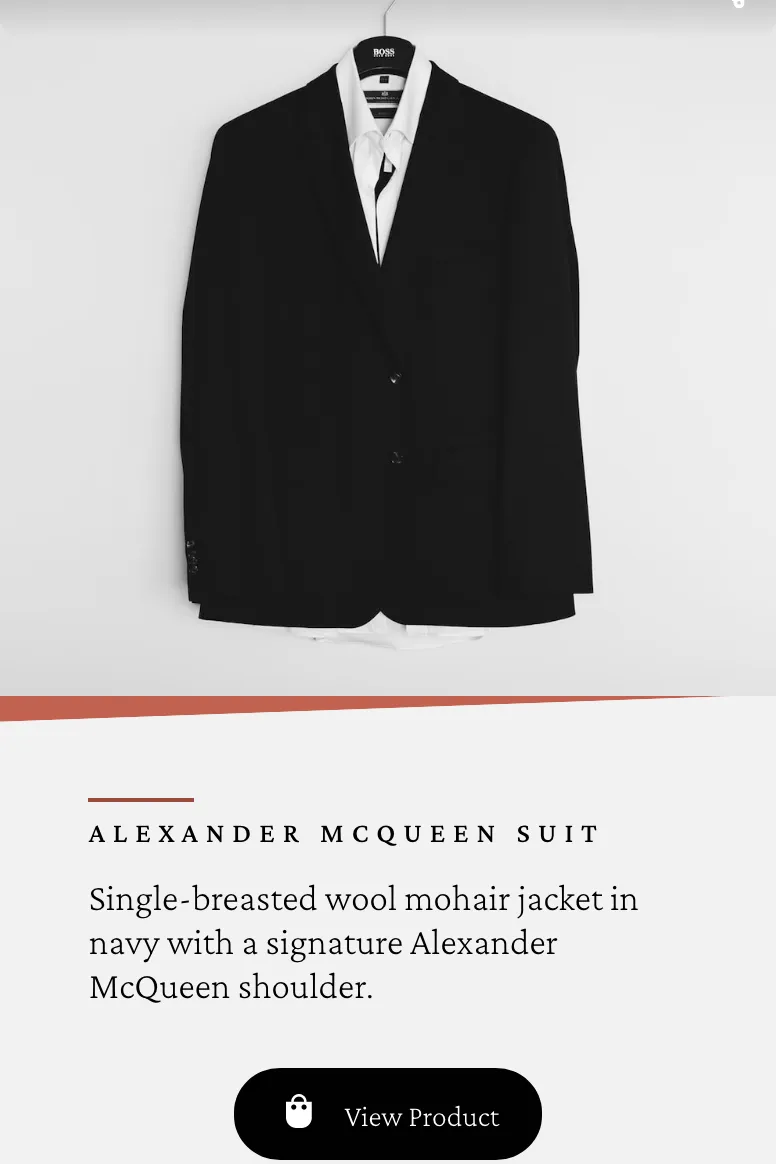 BOSS
ALEXANDER MCQUEEN SUIT
Single-breasted wool mohair jacket in
navy with a signature Alexander
McQueen shoulder.
View Product